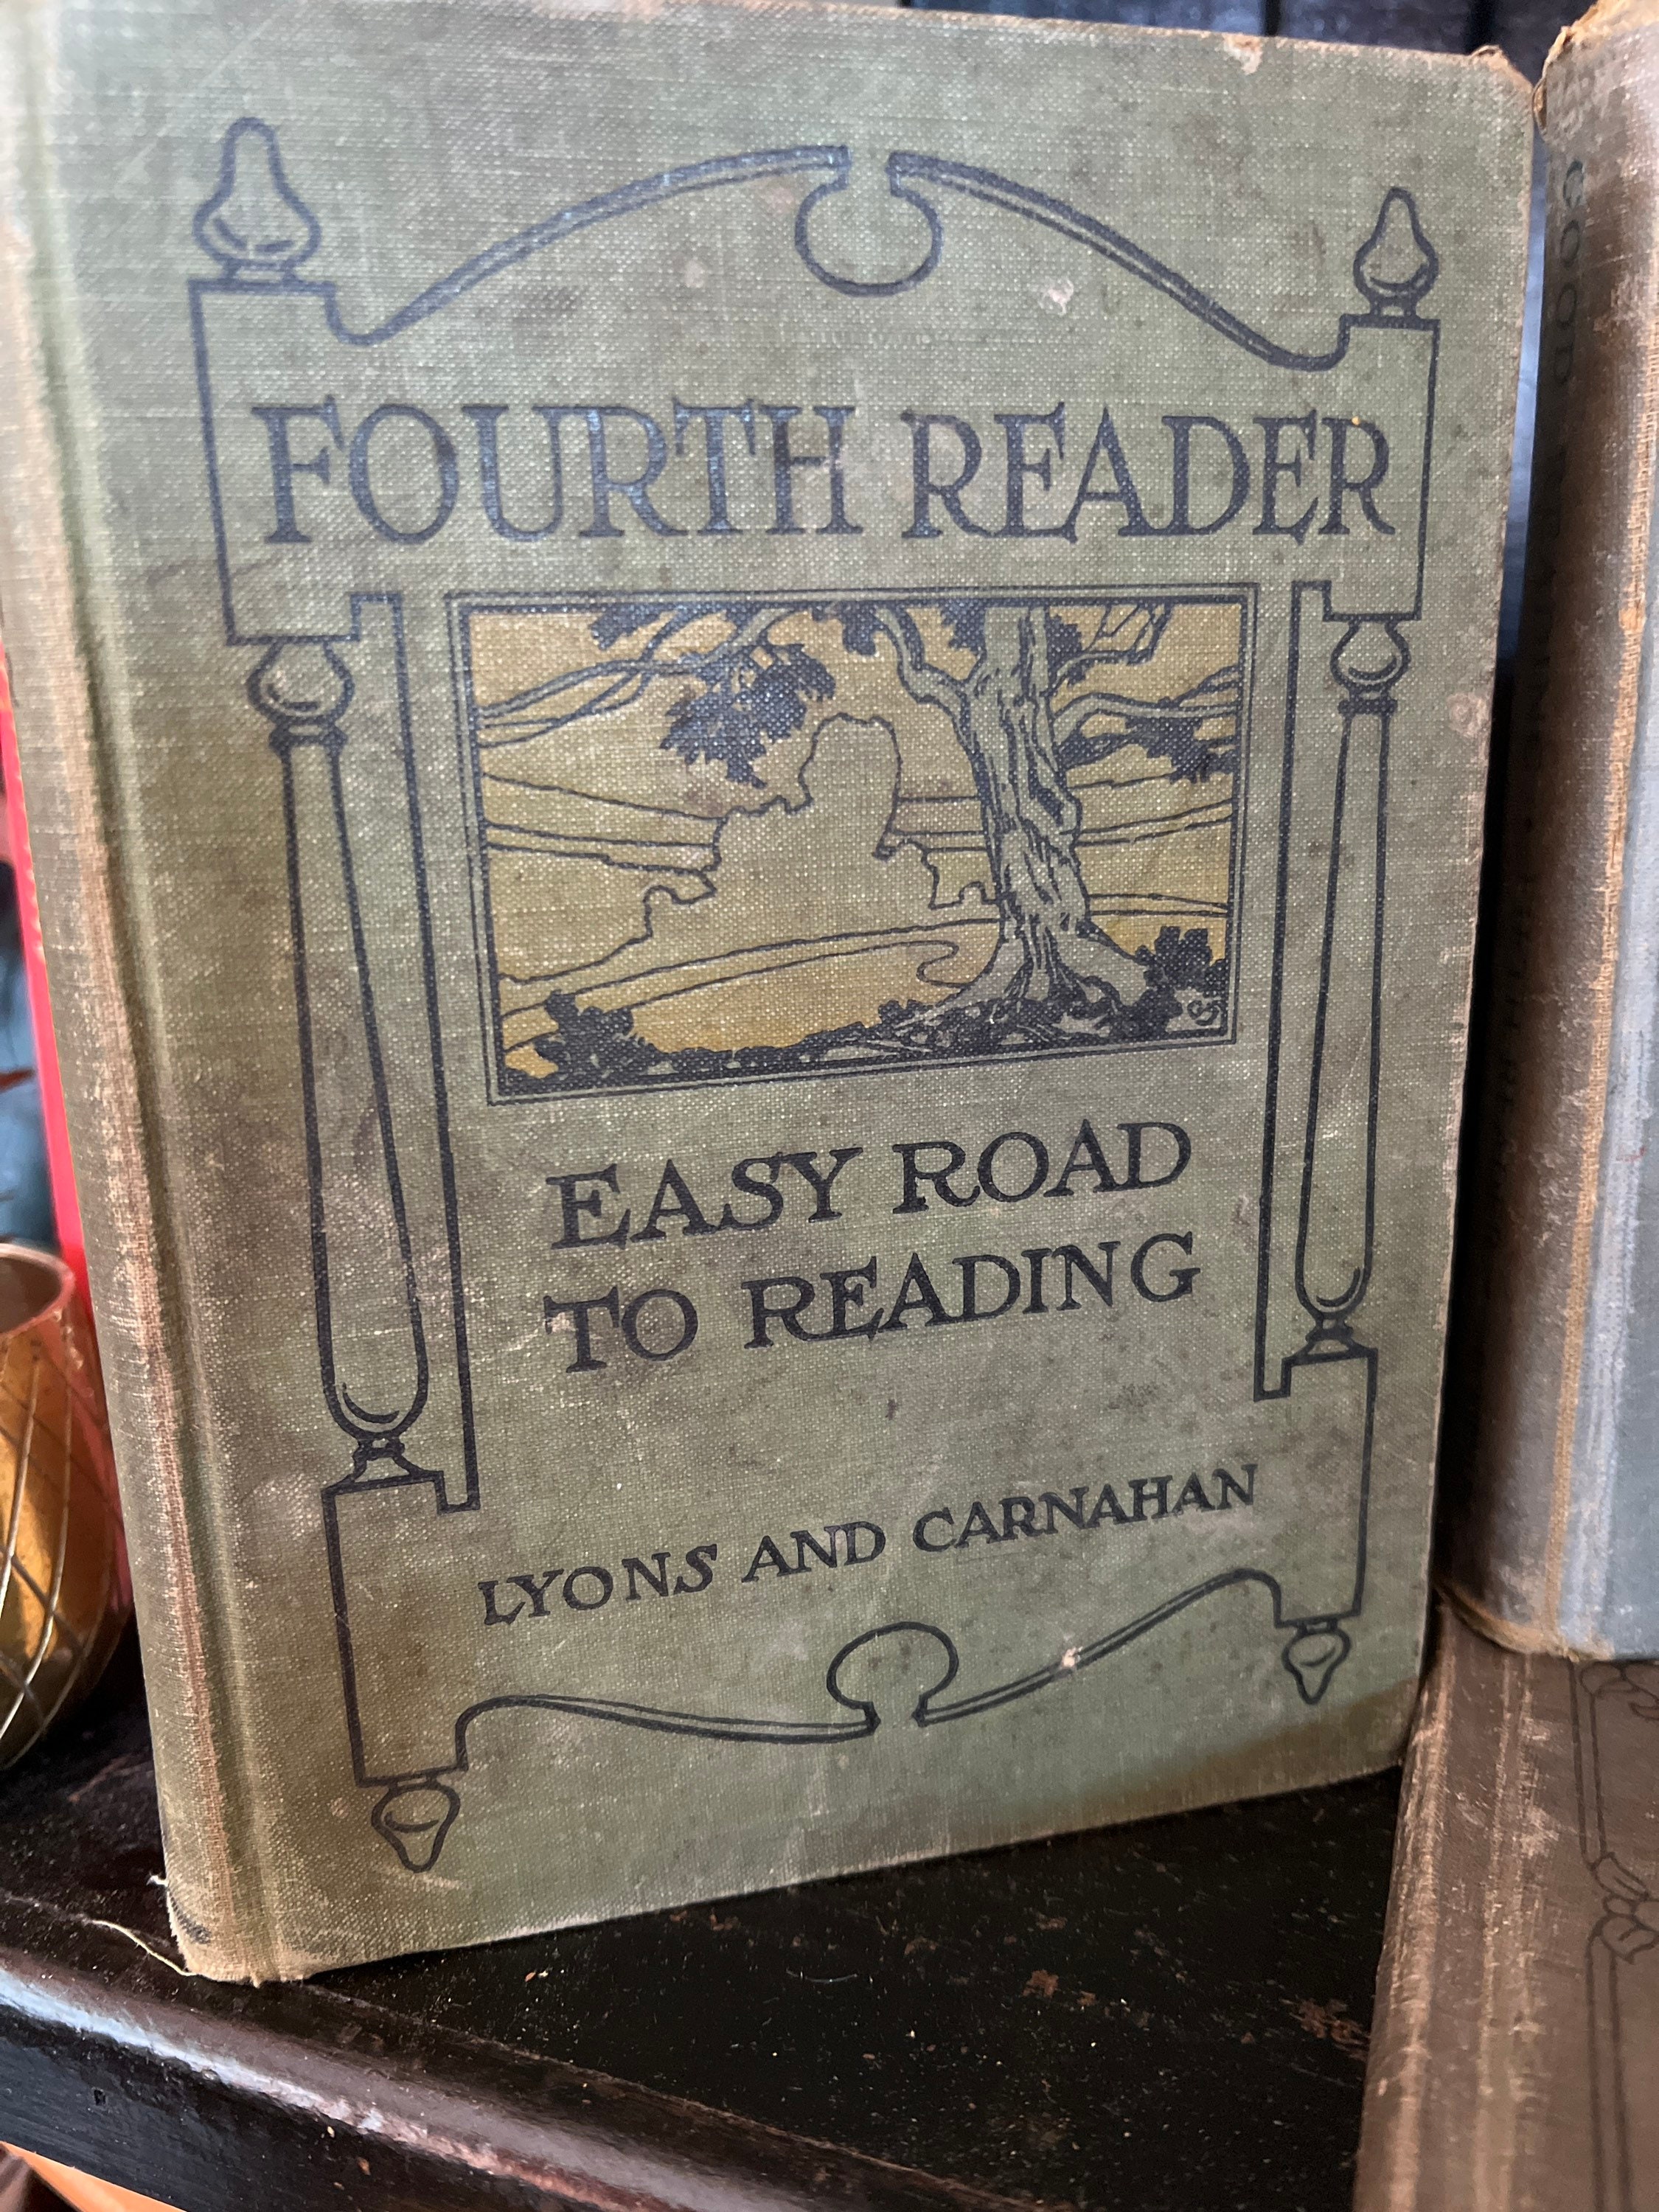 FOURTH READER
EASY ROAD
TO READING
LYONS AND CARNAHAN